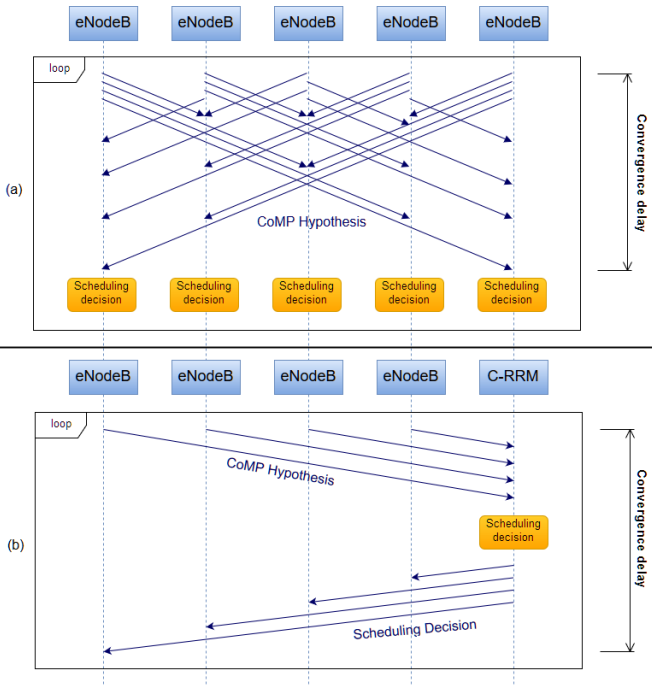 eNodeB eNodeB eNodeB eNodeB eNodeB
loop
Convergence delay
(a)
CoMP Hypothesis
Scheduling decision
Scheduling decision
Scheduling decision
Scheduling decision
Scheduling decision
eNodeB eNodeB eNodeB eNodeB C-RRM
loop
CoMP Hypothesis
Convergence delay
Scheduling decision
(b)
Scheduling Decision